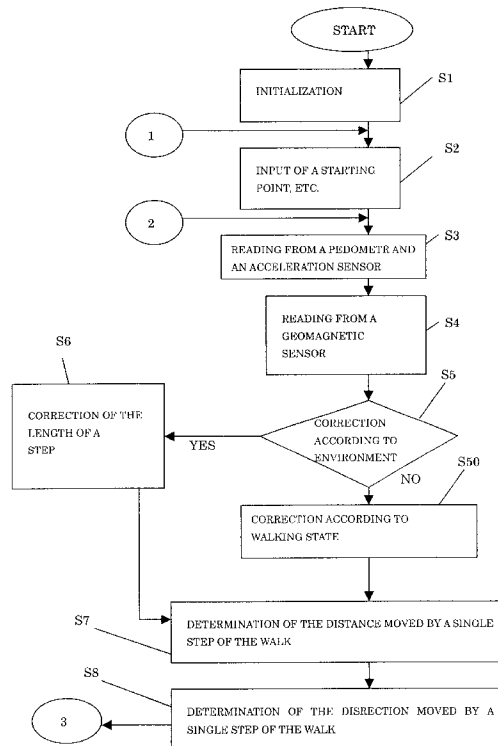 START
S1
INITIALIZATION
1
S2
INPUT OF A STARTING
POINT, ETC.
2
S3
READING FROM A PEDOMETR AND
AN ACCELERATION SENSOR
S4
READING FROM A
GEOMAGNETIC
SENSOR
S6
S5
CORRECTION OF THE
LENGTH OF A
STEP
CORRECTION
ACCORDING TO
ENVIRONMENT
YES
NO
S50
CORRECTION ACCORDING TO
WALKING STATE
S7
DETERMINATION OF THE DISTANCE MOVED BY A SINGLE
STEP OF THE WALK
S8
DETERMINATION OF THE DISRECTION MOVED BY A
SINGLE STEP OF THE WALK
3